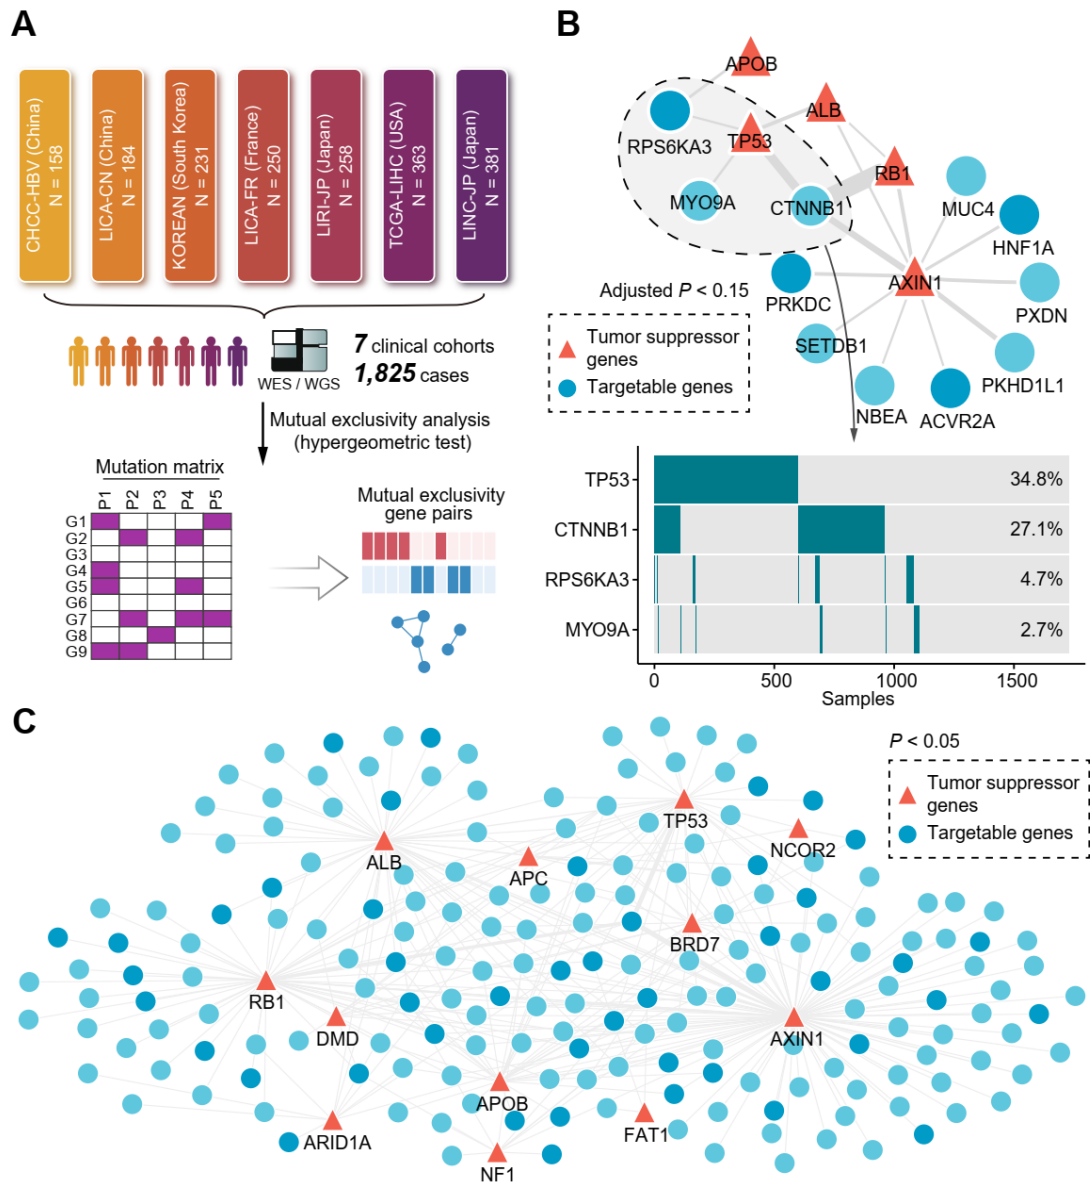 A
CHCC-HBV (China)
N = 158
LICA-CN (China)
N = 184
KOREAN (South Korea)
N = 231
LICA-FR (France)
N = 250
LIRI-JP (Japan)
N = 258
TCGA-LIHC (USA)
N = 363
LINC-JP (Japan)
N = 381
WES / WGS
7 clinical cohorts
1,825 cases
Mutual exclusivity analysis
(hypergeometric test)
Mutation matrix
P1
P2
P3
P4
P5
G1
G2
G3
G4
G5
G6
G7
G8
G9
Mutual exclusivity
gene pairs
B
APOB
ALB
RPS6KA3
TP53
RB1
MYO9A
CTNNB1
MUC4
HNF1A
AXIN1
PRKDC
PXDN
SETDB1
PKHD1L1
NBEA
ACVR2A
Adjusted P < 0.15
Tumor suppressor
genes
Targetable genes
TP53
34.8%
CTNNB1
27.1%
RPS6KA3
4.7%
MYO9A
2.7%
0
500
1000
1500
Samples
C
P < 0.05
Tumor suppressor
genes
Targetable genes
TP53
NCOR2
ALB
APC
BRD7
RB1
DMD
AXIN1
APOB
ARID1A
FAT1
NF1